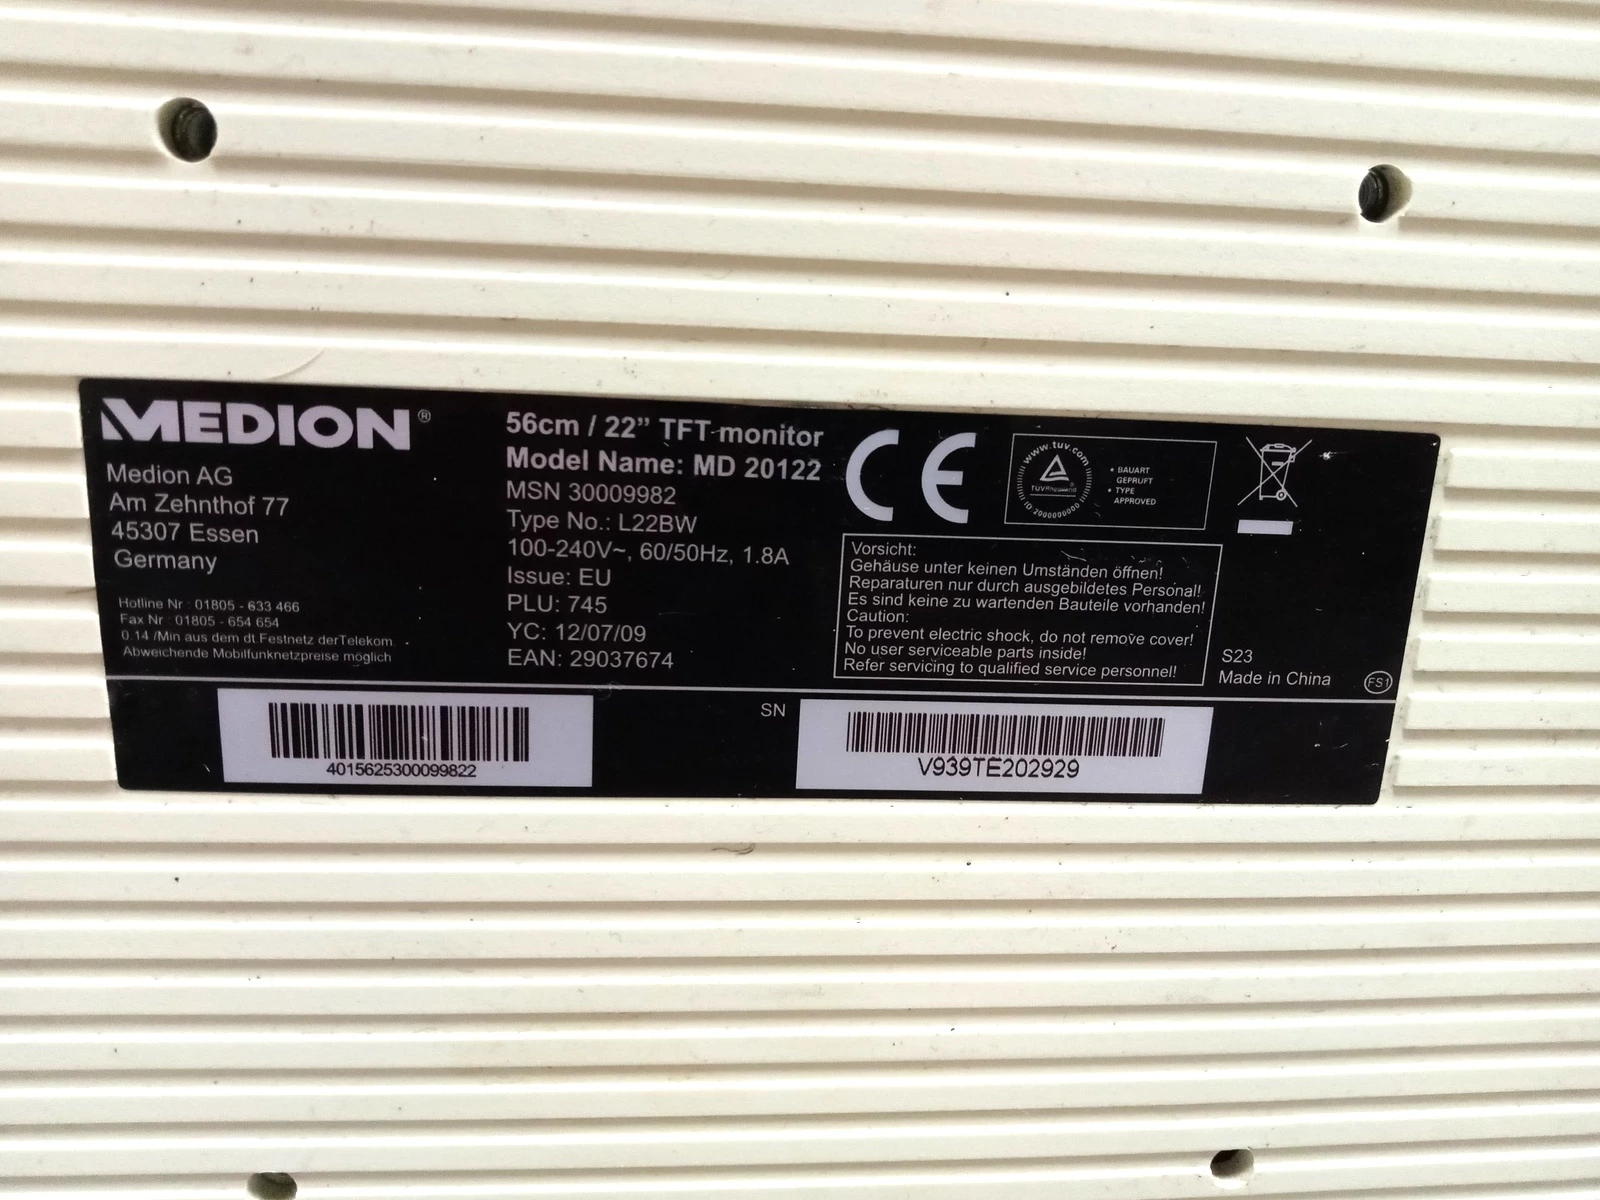 MEDION®
Medion AG
Am Zehnthof 77
45307 Essen
Germany
Hotline Nr : 01805 - 633 466
Fax Nr : 01805 - 654 654
0.14 /Min aus dem dt.Festnetz derTelekom.
Abweichende Mobilfunknetzpreise möglich
56cm / 22” TFT-monitor
Model Name: MD 20122
MSN 30009982
Type No.: L22BW
100-240V~, 60/50Hz, 1.8A
Issue: EU
PLU: 745
YC: 12/07/09
EAN: 29037674
CE
www.tuv.com
TÜVRheinland®
ID 2000000000
• BAUART
GEPRUFT
• TYPE
APPROVED
Vorsicht:
Gehäuse unter keinen Umständen öffnen!
Reparaturen nur durch ausgebildetes Personal!
Es sind keine zu wartenden Bauteile vorhanden!
Caution:
To prevent electric shock, do not remove cover!
No user serviceable parts inside!
Refer servicing to qualified service personnel!
S23
Made in China
FS1
4015625300099822
SN
V939TE202929